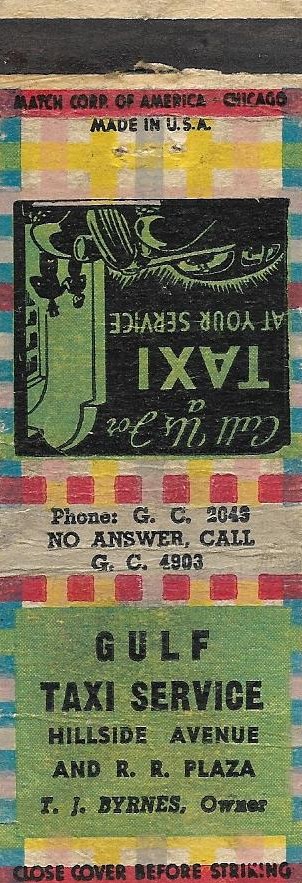 MATCH CORP. OF AMERICA - CHICAGO
MADE IN U.S.A.
Call Us For
a
TAXI
AT YOUR SERVICE
Phone: G. C. 2043
NO ANSWER, CALL
G. C. 4903
GULF
TAXI SERVICE
HILLSIDE AVENUE
AND R. R. PLAZA
T. J. BYRNES, Owner
CLOSE COVER BEFORE STRIKING